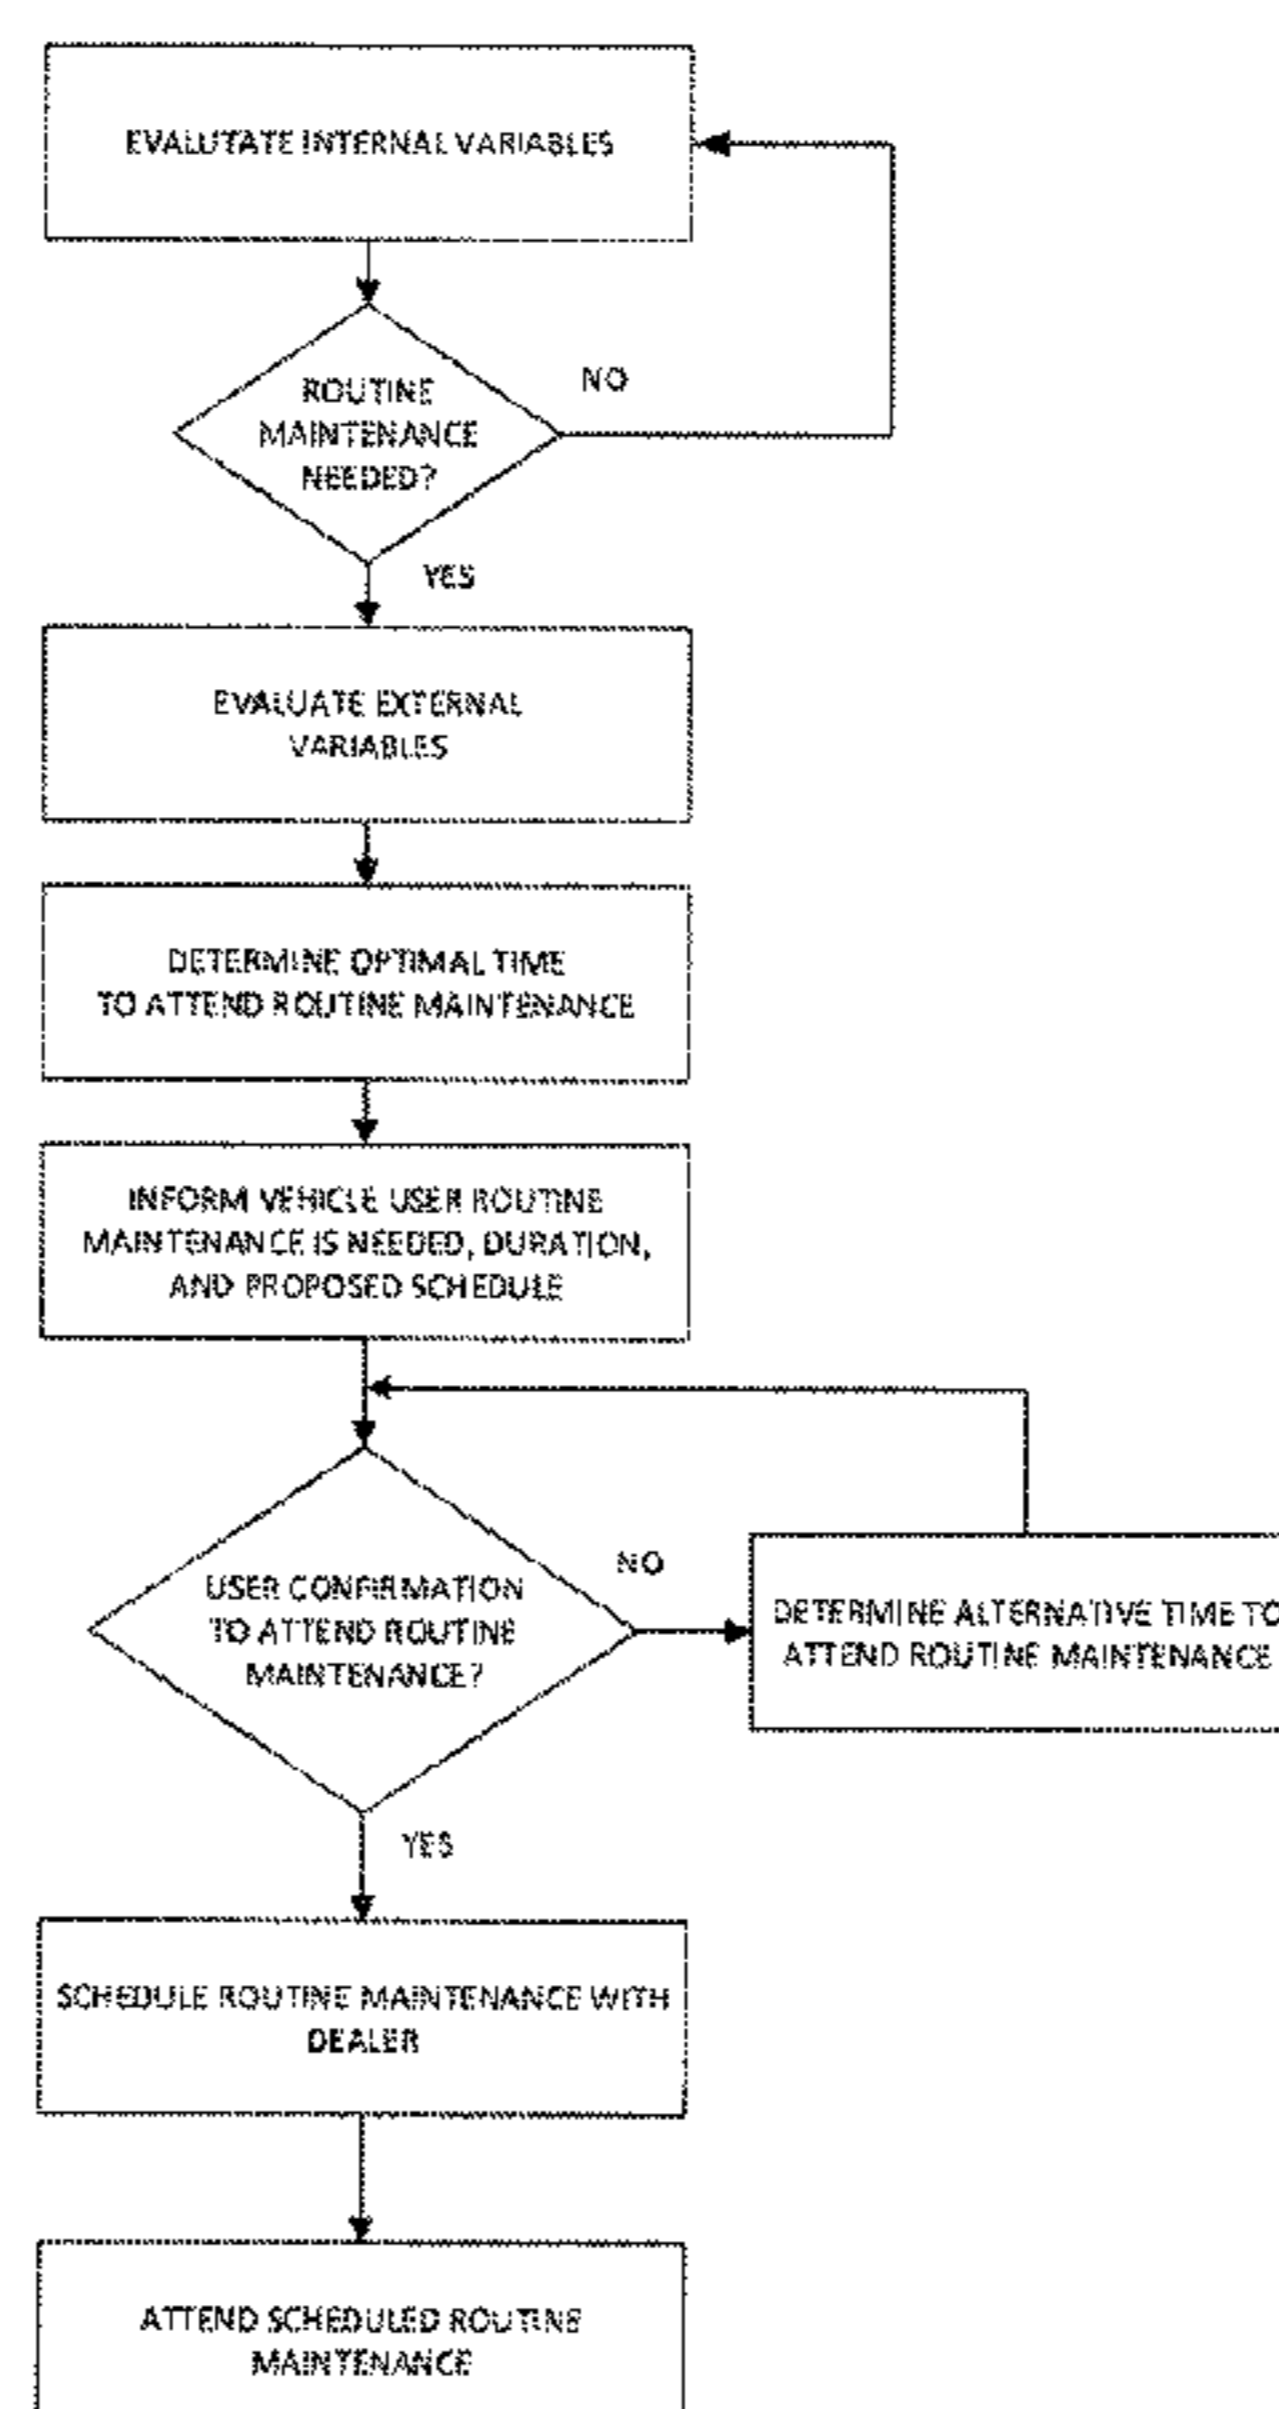 EVALUTATE INTERNAL VARIABLES
ROUTINE
MAINTENANCE
NEEDED?
NO
YES
EVALUATE EXTERNAL
VARIABLES
DETERMINE OPTIMAL TIME
TO ATTEND ROUTINE MAINTENANCE
INFORM VEHICLE USER ROUTINE
MAINTENANCE IS NEEDED, DURATION,
AND PROPOSED SCHEDULE
USER CONFIRMATION
TO ATTEND ROUTINE
MAINTENANCE?
NO
DETERMINE ALTERNATIVE TIME TO
ATTEND ROUTINE MAINTENANCE
YES
SCHEDULE ROUTINE MAINTENANCE WITH
DEALER
ATTEND SCHEDULED ROUTINE
MAINTENANCE